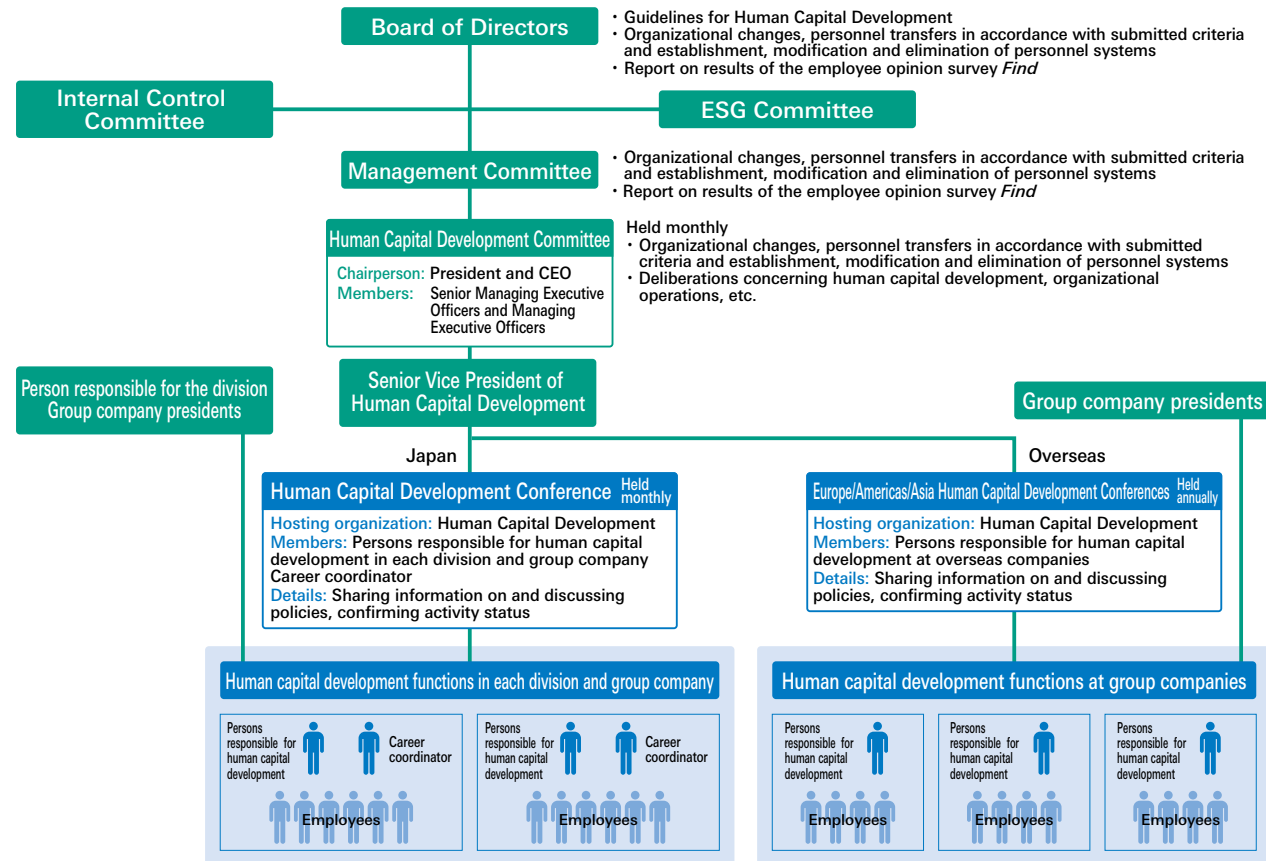 Board of Directors
・Guidelines for Human Capital Development
・Organizational changes, personnel transfers in accordance with submitted criteria
and establishment, modification and elimination of personnel systems
・Report on results of the employee opinion survey Find
Internal Control
Committee
ESG Committee
Management Committee
・Organizational changes, personnel transfers in accordance with submitted criteria
and establishment, modification and elimination of personnel systems
・Report on results of the employee opinion survey Find
Human Capital Development Committee
Chairperson: President and CEO
Members: Senior Managing Executive
Officers and Managing
Executive Officers
Held monthly
・Organizational changes, personnel transfers in accordance with submitted
criteria and establishment, modification and elimination of personnel systems
・Deliberations concerning human capital development, organizational
operations, etc.
Person responsible for the division
Group company presidents
Senior Vice President of
Human Capital Development
Group company presidents
Japan
Overseas
Human Capital Development Conference
Held
monthly
Hosting organization: Human Capital Development
Members: Persons responsible for human capital
development in each division and group company
Career coordinator
Details: Sharing information on and discussing
policies, confirming activity status
Europe/Americas/Asia Human Capital Development Conferences
Held
annually
Hosting organization: Human Capital Development
Members: Persons responsible for human capital
development at overseas companies
Details: Sharing information on and discussing
policies, confirming activity status
Human capital development functions in each division and group company
Persons
responsible for
human capital
development
Career
coordinator
Employees
Persons
responsible for
human capital
development
Career
coordinator
Employees
Human capital development functions at group companies
Persons
responsible for
human capital
development
Employees
Persons
responsible for
human capital
development
Employees
Persons
responsible for
human capital
development
Employees